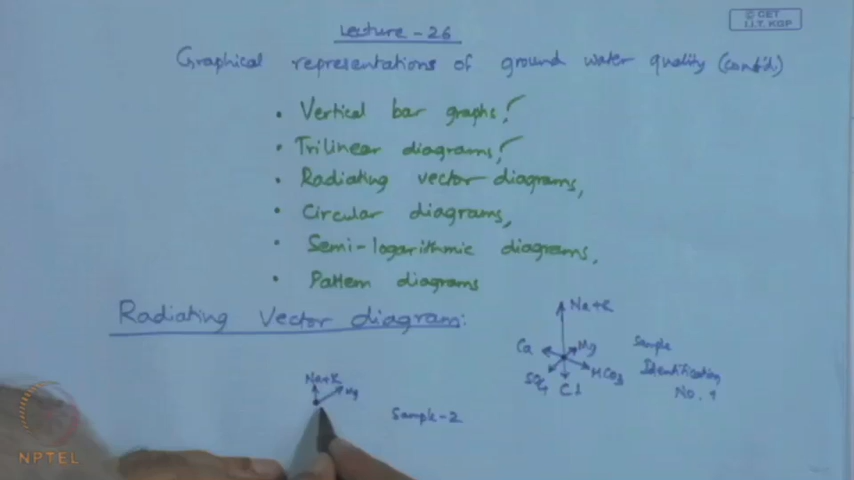 © CET
I.I.T. KGP
Lecture - 26
Graphical representations of ground water quality (cont'd.)
• Vertical bar graphs,
• Trilinear diagrams,
• Radiating vector diagrams,
• Circular diagrams,
• Semi-logarithmic diagrams,
• Pattern diagrams
Radiating Vector diagram:
Na+K
Ca
Mg
SO4
Cl
HCO3
Sample
Identification
No. 1
Na+K
Mg
Sample-2
NPTEL